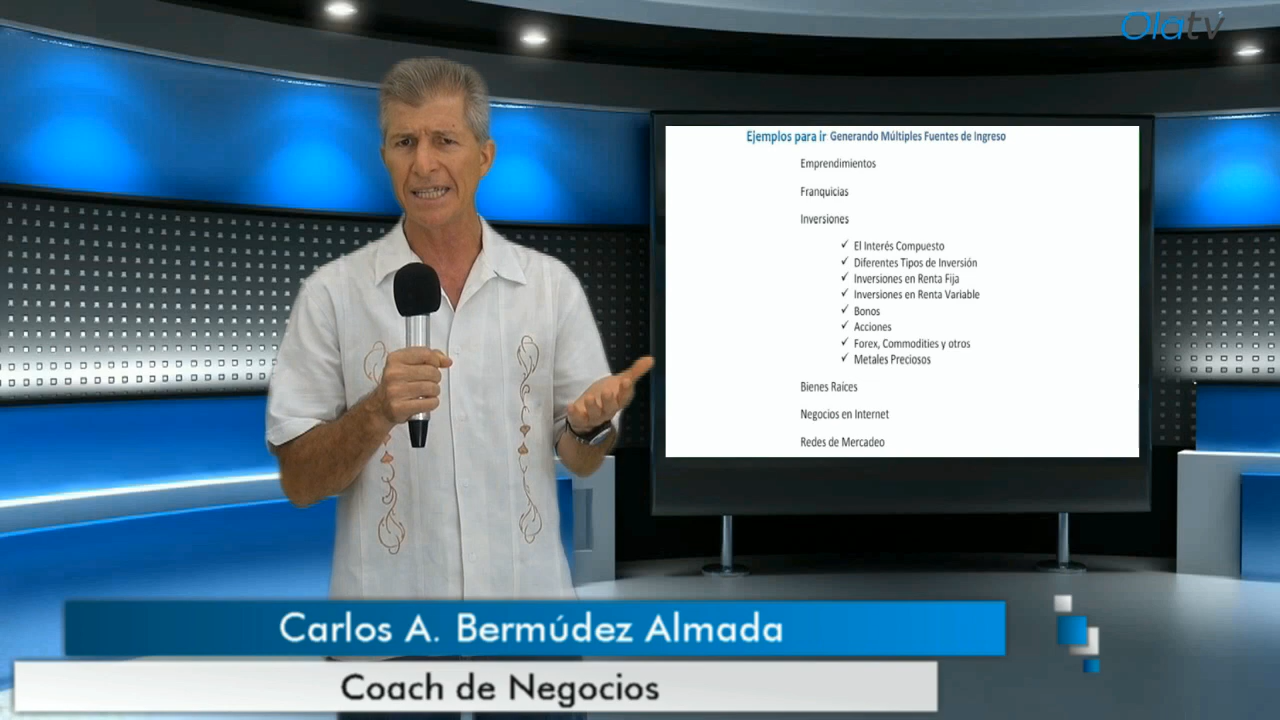 Olatv
Ejemplos para ir Generando Múltiples Fuentes de Ingreso
Emprendimientos
Franquicias
Inversiones
✓ El Interés Compuesto
✓ Diferentes Tipos de Inversión
✓ Inversiones en Renta Fija
✓ Inversiones en Renta Variable
✓ Bonos
✓ Acciones
✓ Forex, Commodities y otros
✓ Metales Preciosos
Bienes Raíces
Negocios en Internet
Redes de Mercadeo
Carlos A. Bermúdez Almada
Coach de Negocios